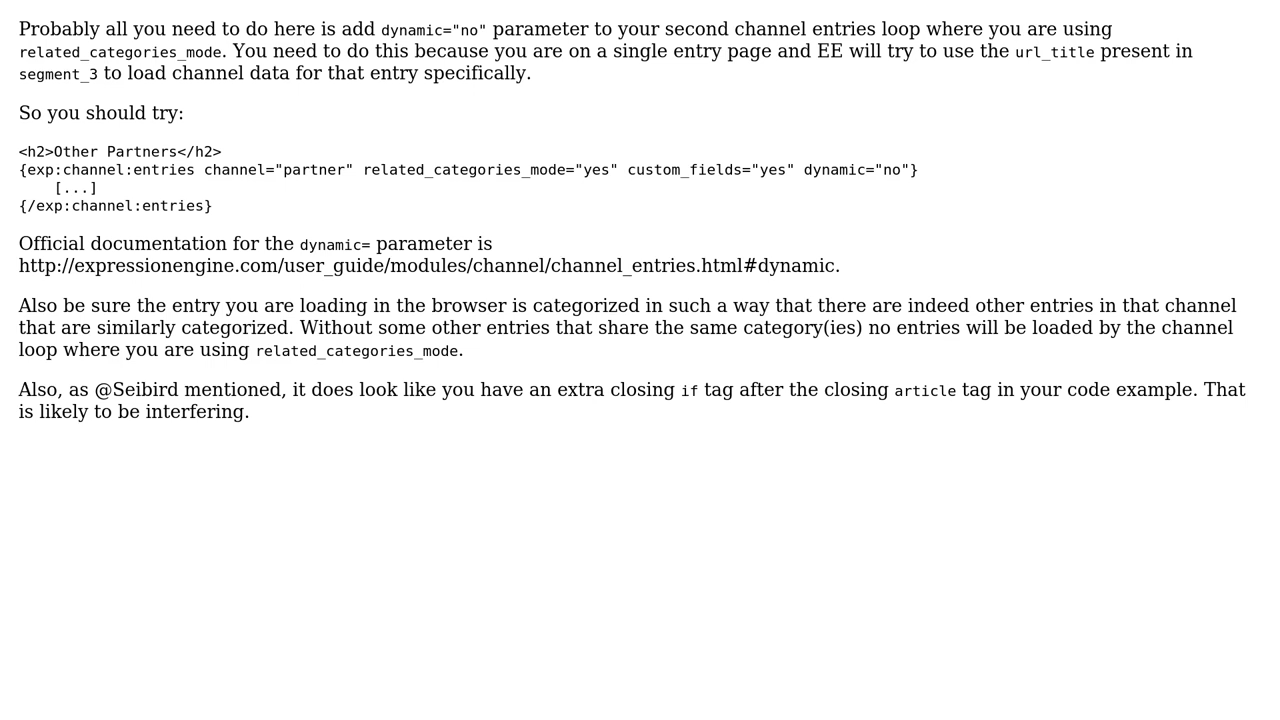 Probably all you need to do here is add dynamic="no" parameter to your second channel entries loop where you are using
related_categories_mode. You need to do this because you are on a single entry page and EE will try to use the url_title present in
segment_3 to load channel data for that entry specifically.
So you should try:
<h2>Other Partners</h2>
{exp:channel:entries channel="partner" related_categories_mode="yes" custom_fields="yes" dynamic="no"}
    [...]
{/exp:channel:entries}
Official documentation for the dynamic= parameter is
http://expressionengine.com/user_guide/modules/channel/channel_entries.html#dynamic.
Also be sure the entry you are loading in the browser is categorized in such a way that there are indeed other entries in that channel
that are similarly categorized. Without some other entries that share the same category(ies) no entries will be loaded by the channel
loop where you are using related_categories_mode.
Also, as @Seibird mentioned, it does look like you have an extra closing if tag after the closing article tag in your code example. That
is likely to be interfering.